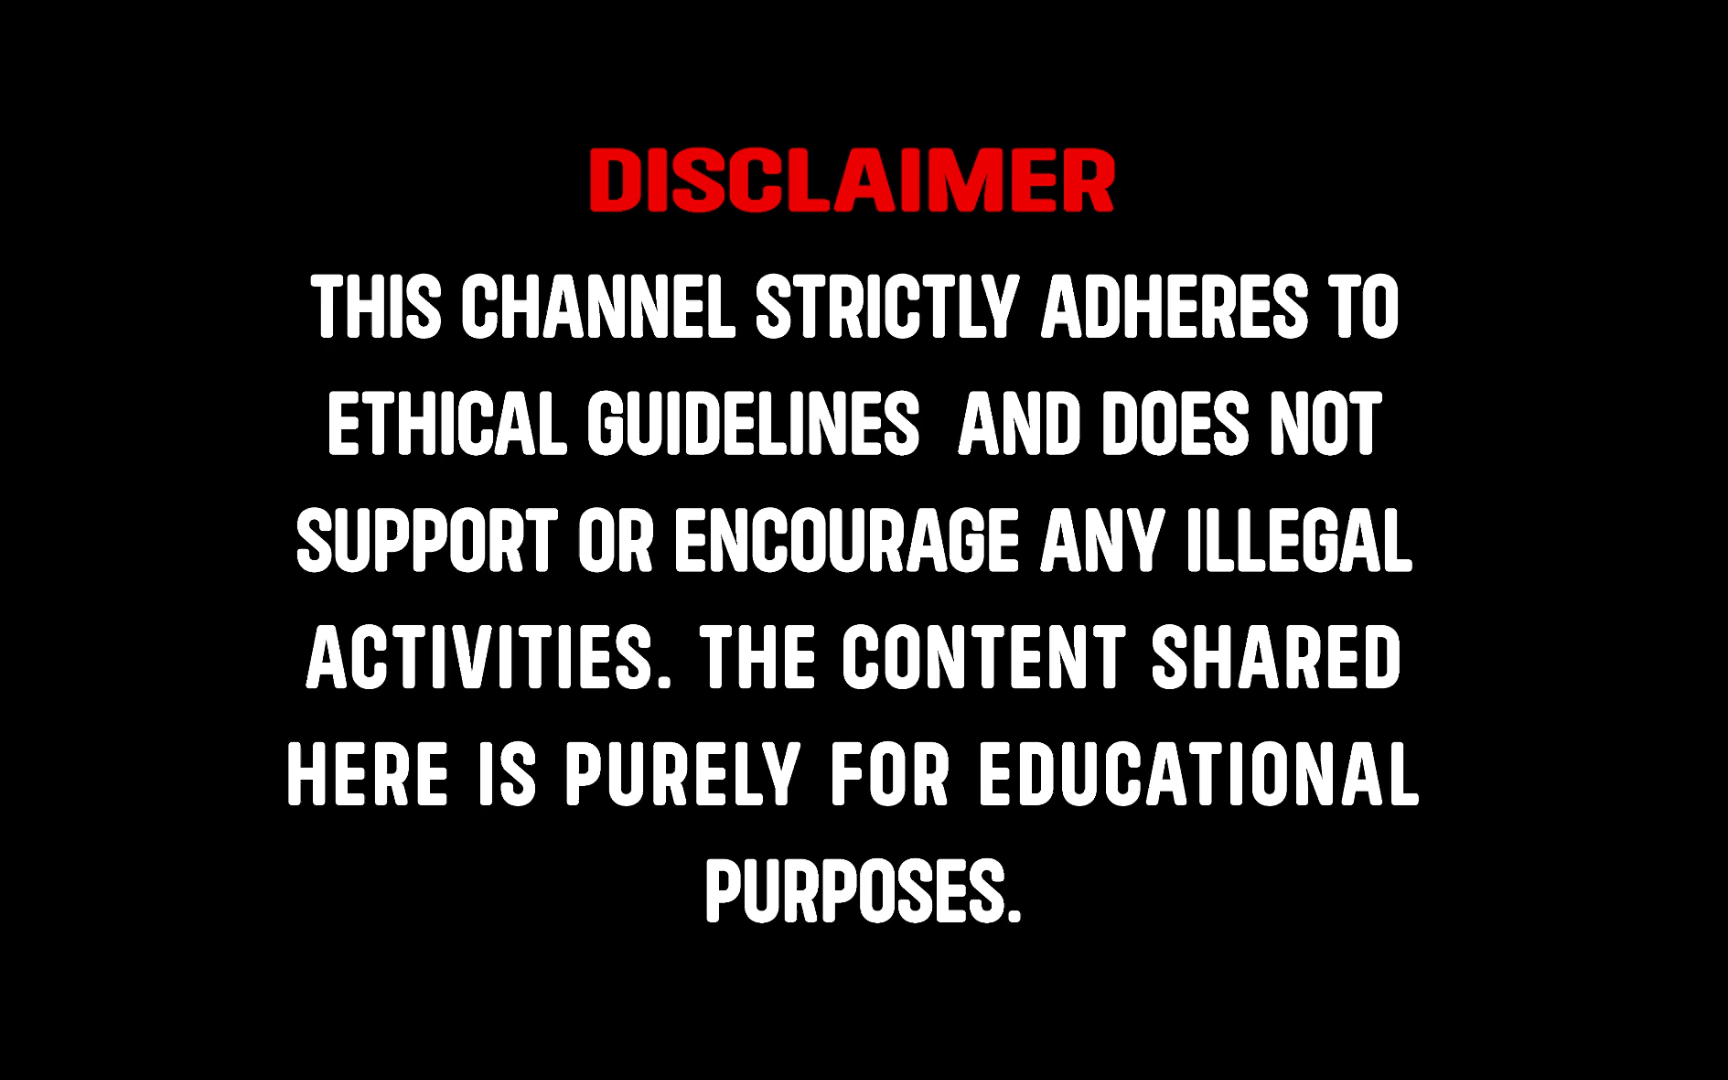 DISCLAIMER
THIS CHANNEL STRICTLY ADHERES TO
ETHICAL GUIDELINES  AND DOES NOT
SUPPORT OR ENCOURAGE ANY ILLEGAL
ACTIVITIES. THE CONTENT SHARED
HERE IS PURELY FOR EDUCATIONAL
PURPOSES.